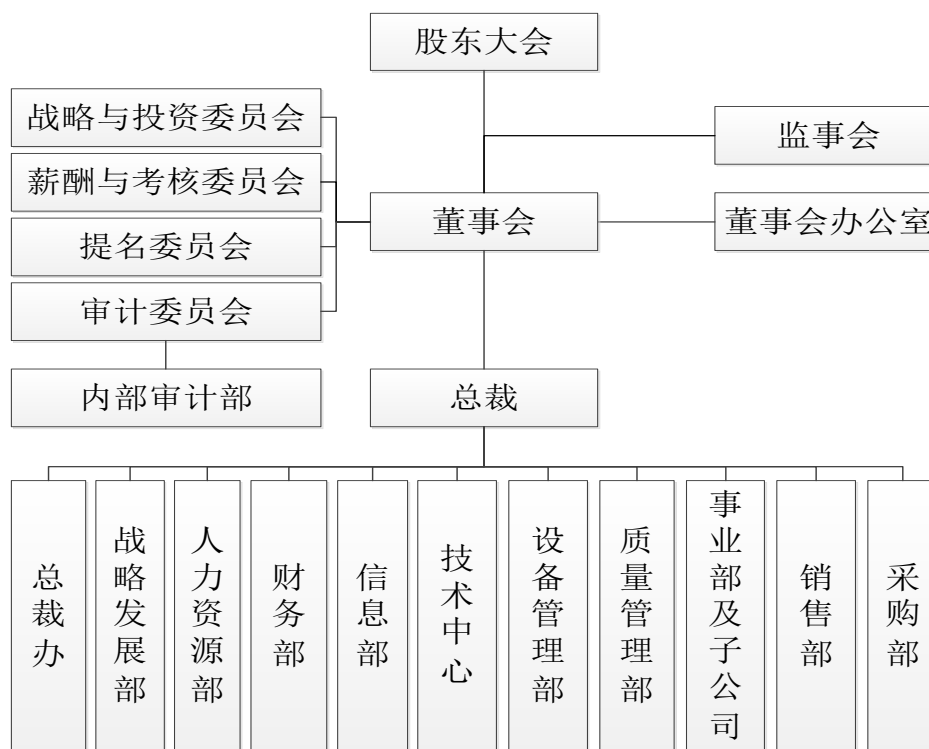 股东大会
战略与投资委员会
监事会
薪酬与考核委员会
董事会
董事会办公室
提名委员会
审计委员会
内部审计部
总裁
总裁办
战略发展部
人力资源部
财务部
信息部
技术中心
设备管理部
质量管理部
事业部及子公司
销售部
采购部